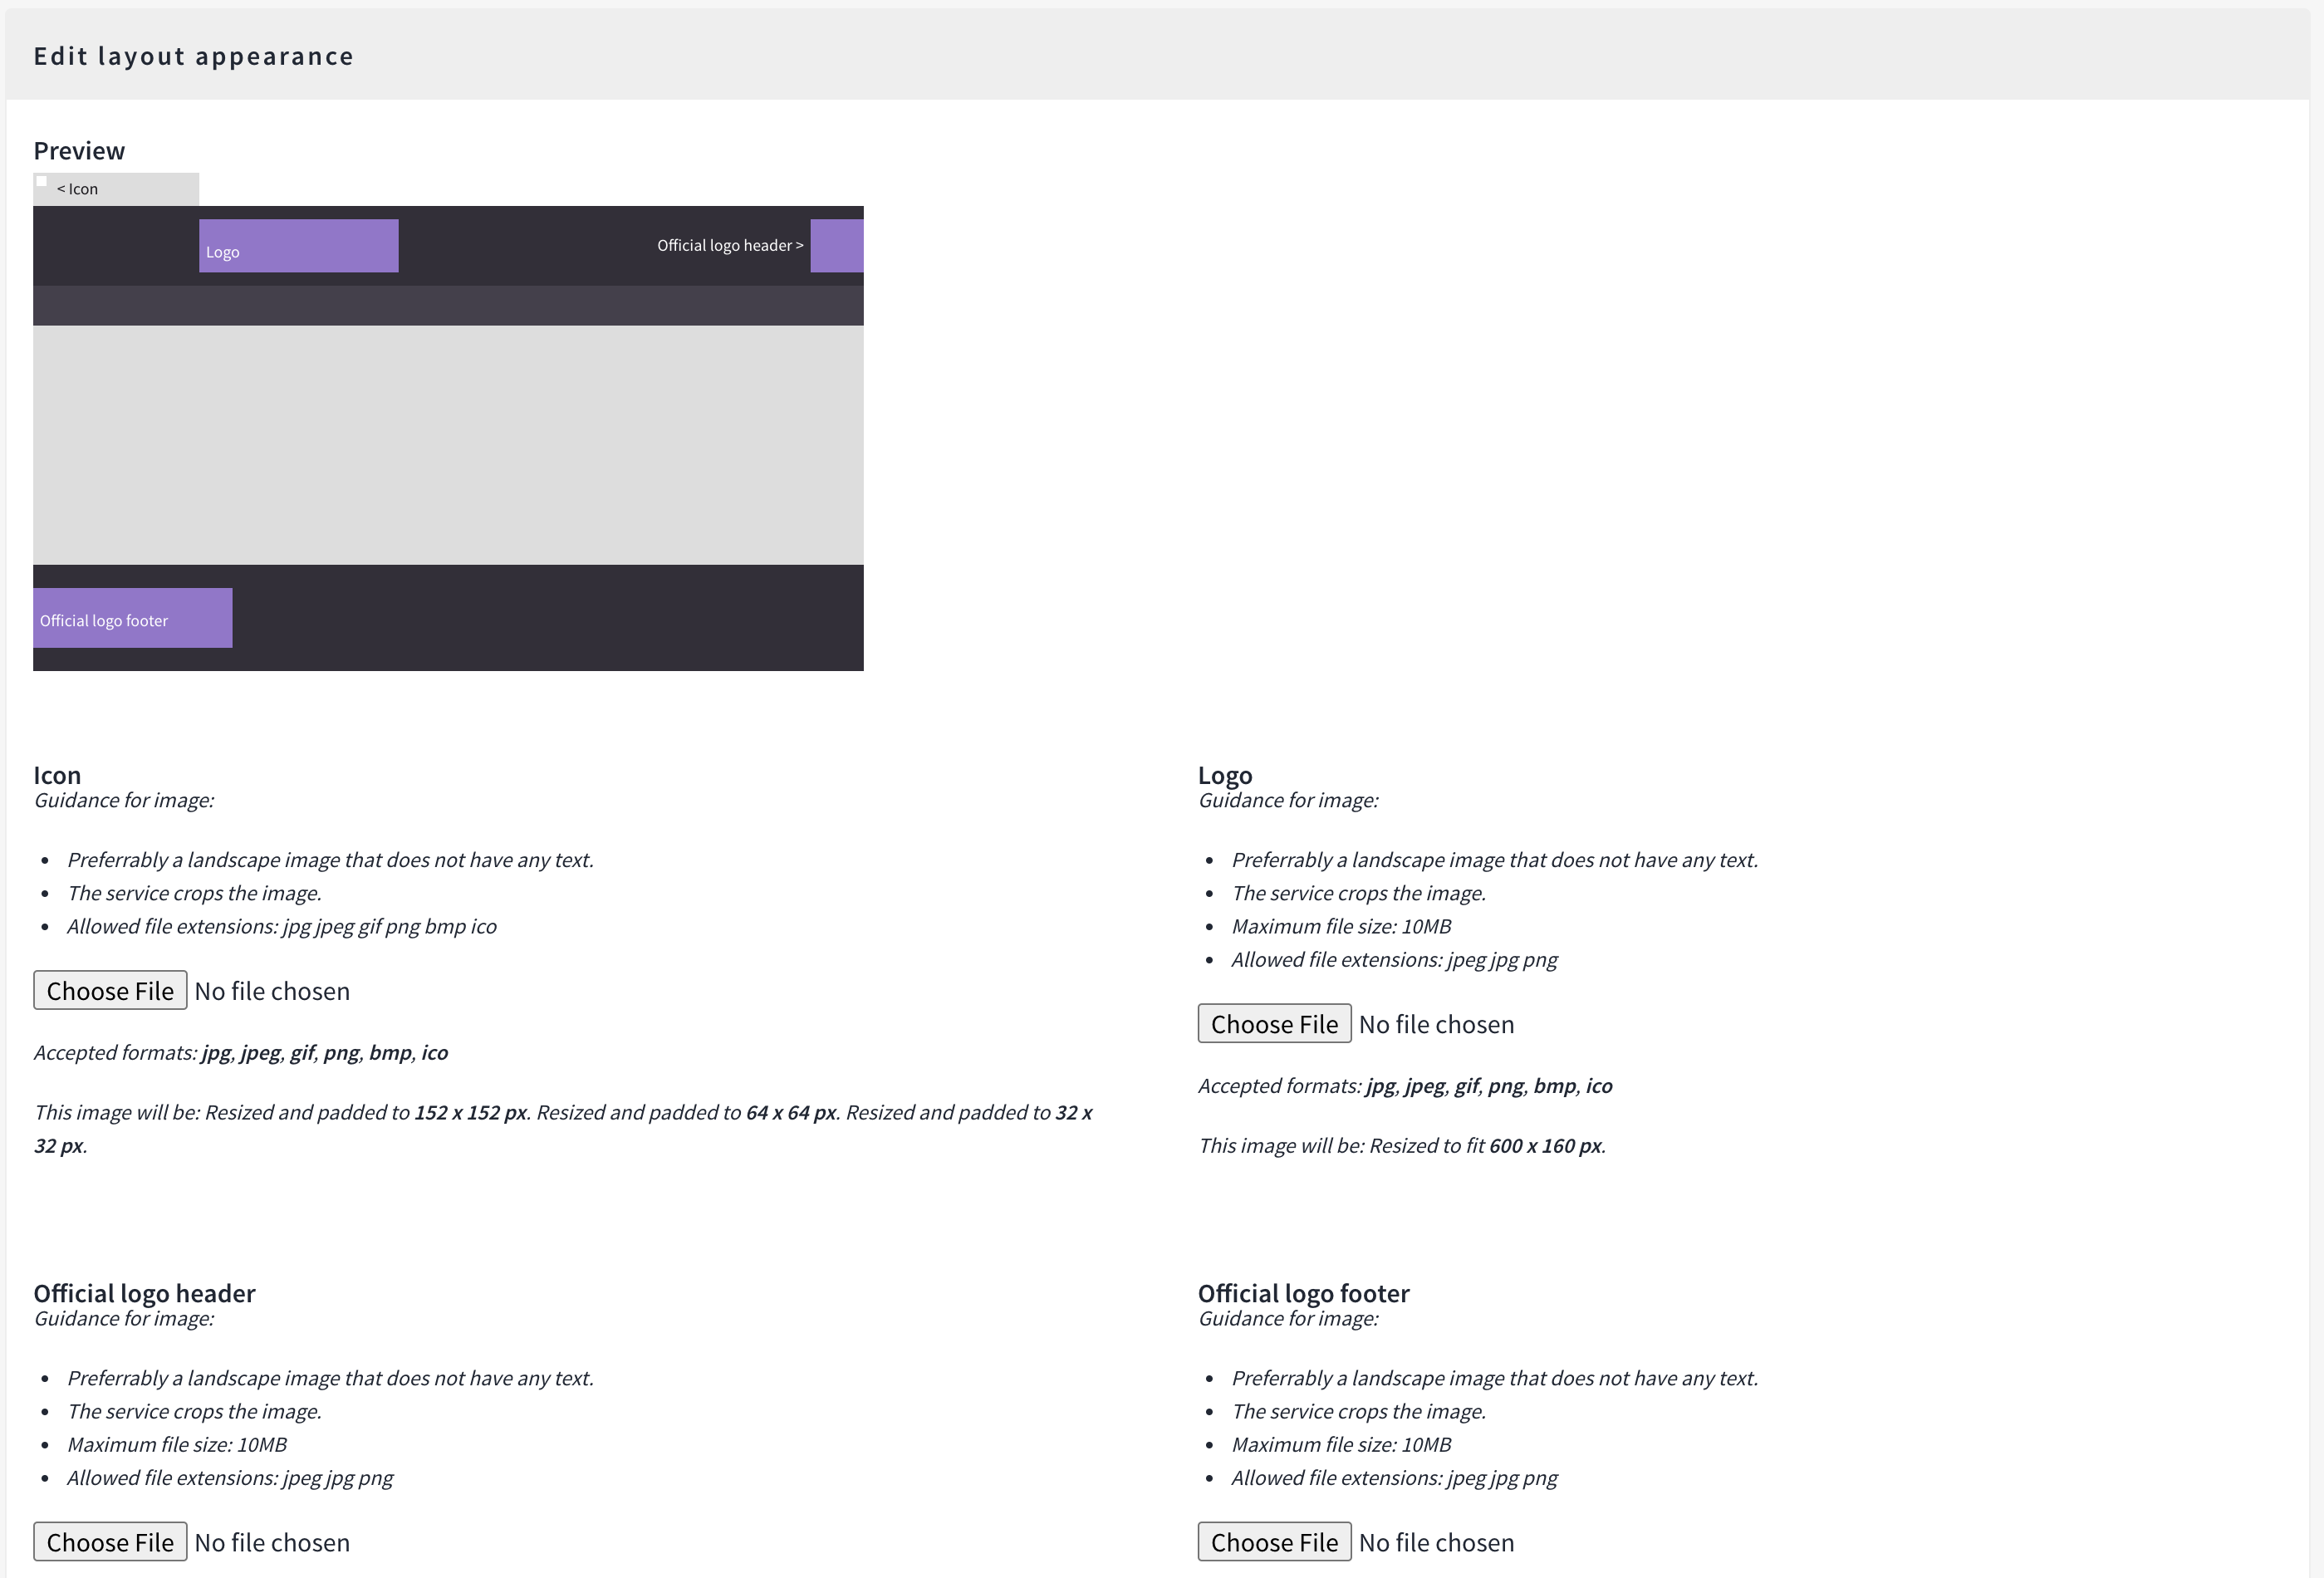 Edit layout appearance
Preview
< Icon
Logo
Official logo header >
Official logo footer
Icon
Guidance for image:
Preferrably a landscape image that does not have any text.
The service crops the image.
Allowed file extensions: jpg jpeg gif png bmp ico
Choose File No file chosen
Accepted formats: jpg, jpeg, gif, png, bmp, ico
This image will be: Resized and padded to 152 x 152 px. Resized and padded to 64 x 64 px. Resized and padded to 32 x
32 px.
Logo
Guidance for image:
Preferrably a landscape image that does not have any text.
The service crops the image.
Maximum file size: 10MB
Allowed file extensions: jpeg jpg png
Choose File No file chosen
Accepted formats: jpg, jpeg, gif, png, bmp, ico
This image will be: Resized to fit 600 x 160 px.
Official logo header
Guidance for image:
Preferrably a landscape image that does not have any text.
The service crops the image.
Maximum file size: 10MB
Allowed file extensions: jpeg jpg png
Choose File No file chosen
Official logo footer
Guidance for image:
Preferrably a landscape image that does not have any text.
The service crops the image.
Maximum file size: 10MB
Allowed file extensions: jpeg jpg png
Choose File No file chosen